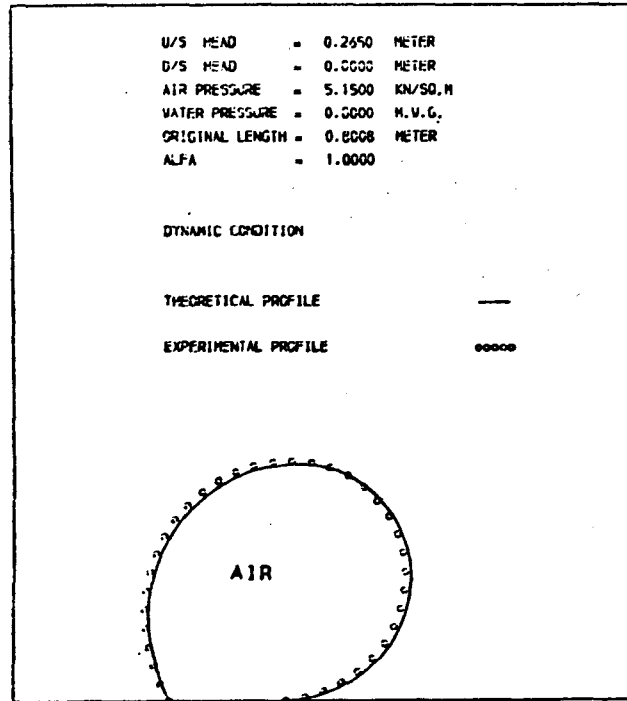 U/S HEAD = 0.2650 METER
D/S HEAD = 0.0000 METER
AIR PRESSURE = 5.1500 KN/SQ.M
WATER PRESSURE = 0.0000 M.W.G.
ORIGINAL LENGTH = 0.8008 METER
ALFA = 1.0000
DYNAMIC CONDITION
THEORETICAL PROFILE
EXPERIMENTAL PROFILE
AIR